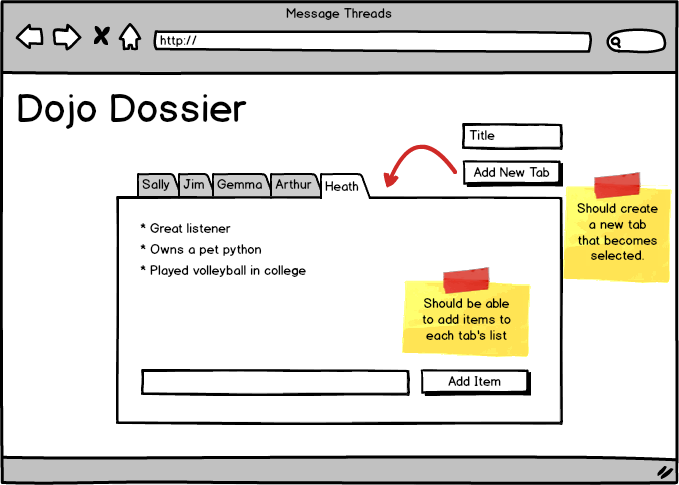 Message Threads
http://
Dojo Dossier
Title
Add New Tab
Sally
Jim
Gemma
Arthur
Heath
Should create
a new tab
that becomes
selected.
* Great listener
* Owns a pet python
* Played volleyball in college
Should be able
to add items to
each tab's list
Add Item